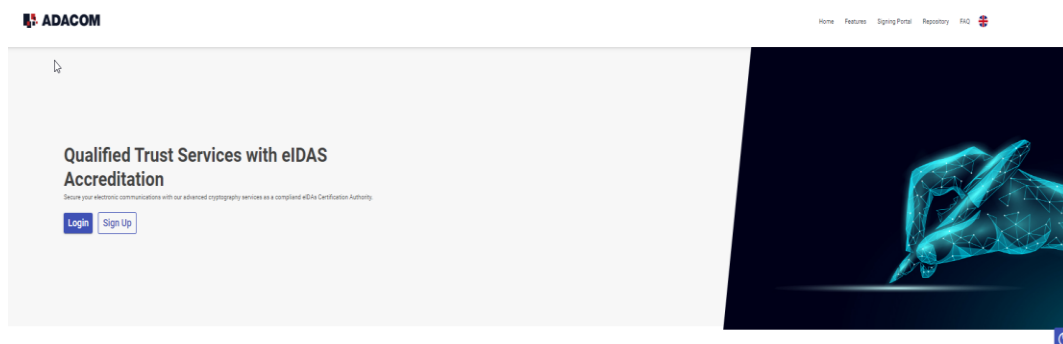 ADACOM
Home Features Signing Portal Repository FAQ
Qualified Trust Services with eIDAS
Accreditation
Secure your electronic communications with our advanced cryptography services as a compliend eIDAs Certification Authority.
Login Sign Up